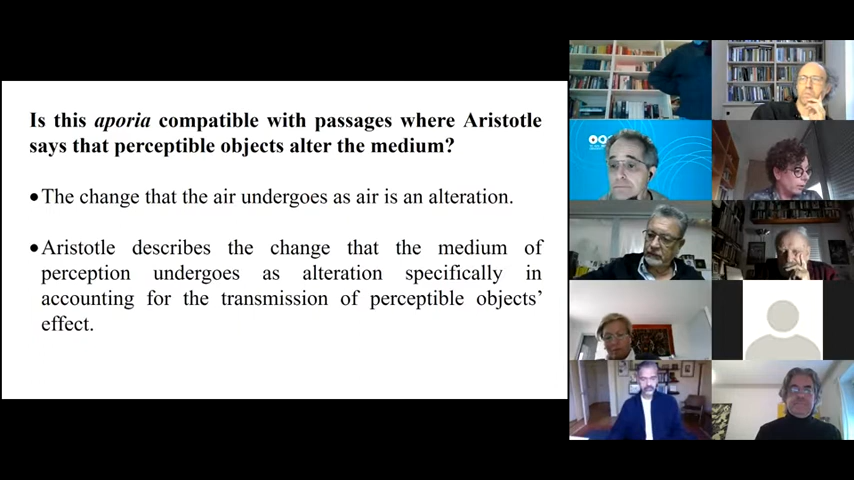 Is this aporia compatible with passages where Aristotle
says that perceptible objects alter the medium?
•The change that the air undergoes as air is an alteration.
•Aristotle describes the change that the medium of
perception undergoes as alteration specifically in
accounting for the transmission of perceptible objects’
effect.